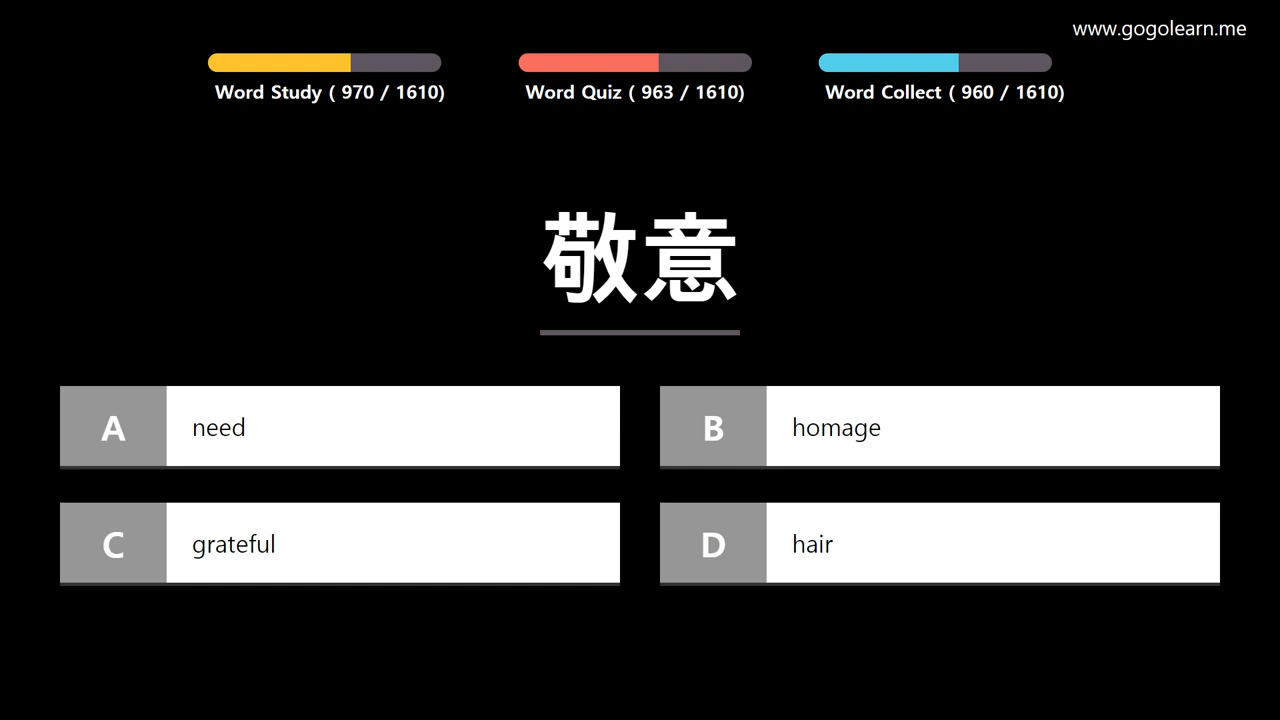 www.gogolearn.me
Word Study ( 970 / 1610)
Word Quiz ( 963 / 1610)
Word Collect ( 960 / 1610)
敬意
A need
B homage
C grateful
D hair